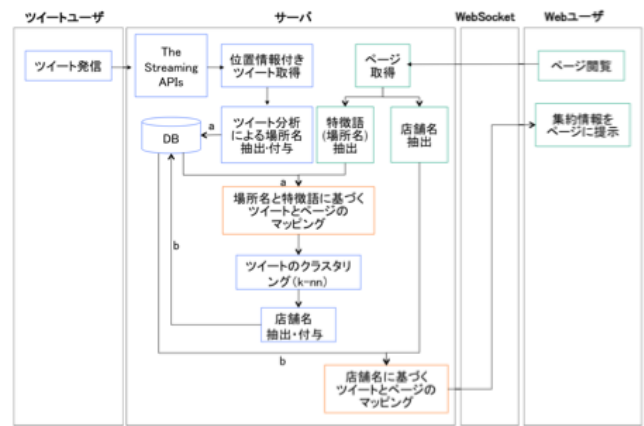 ツイートユーザ
サーバ
WebSocket
Webユーザ
ツイート発信
The
Streaming
APIs
位置情報付き
ツイート取得
ページ
取得
ページ閲覧
DB
a
ツイート分析
による場所名
抽出・付与
特徴語
(場所名)
抽出
店舗名
抽出
集約情報を
ページに提示
a
場所名と特徴語に基づく
ツイートとページの
マッピング
b
ツイートのクラスタリ
ング(k-nn)
店舗名
抽出・付与
b
店舗名に基づく
ツイートとページの
マッピング